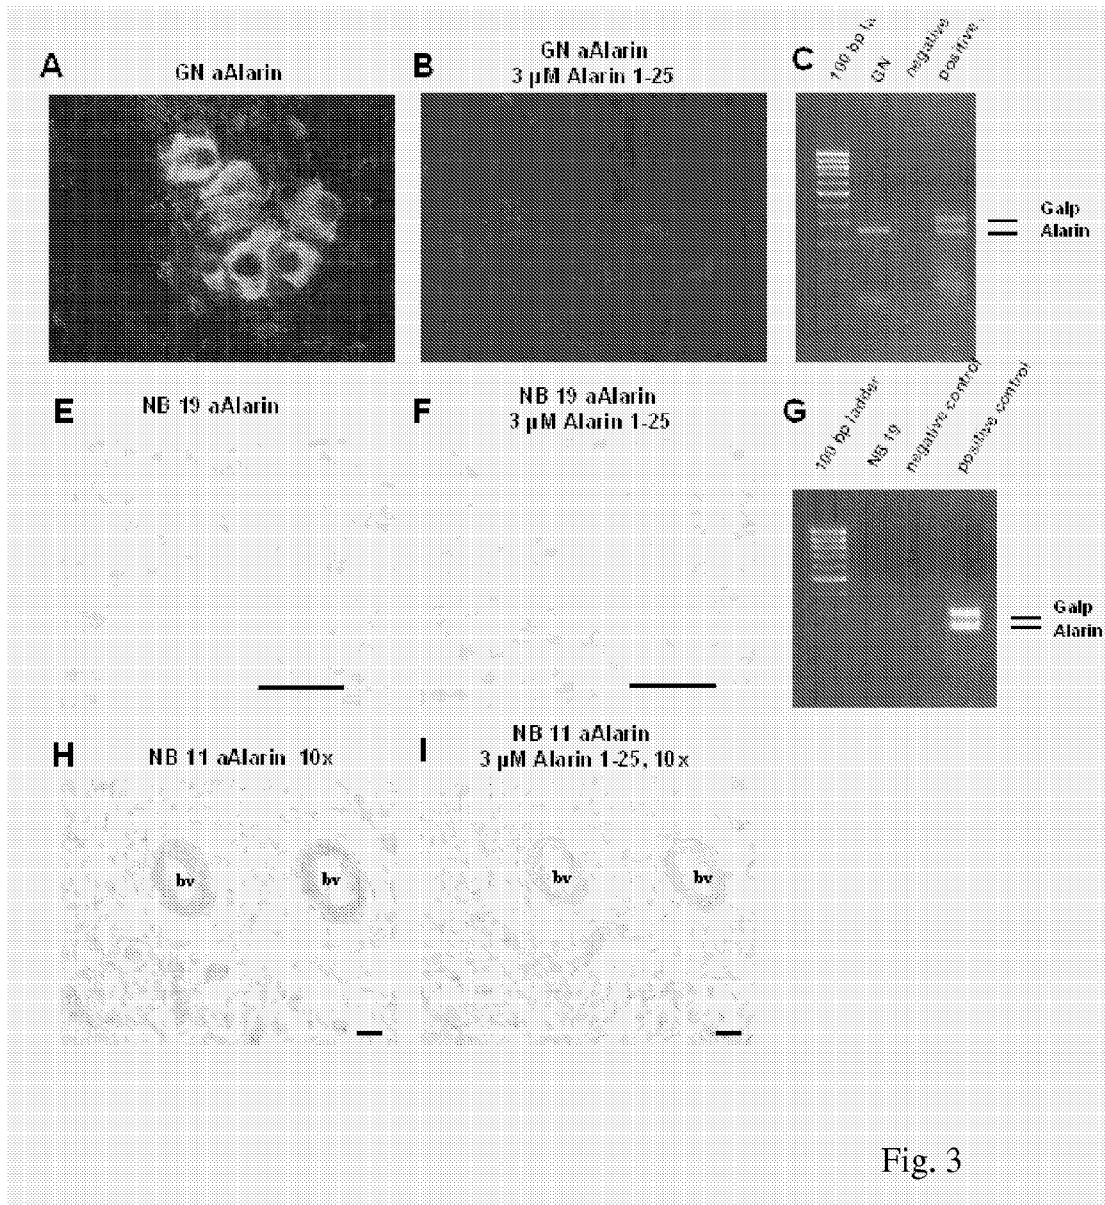 A
GN aAlarin
B
GN aAlarin
3 µM Alarin 1-25
C
100 bp la
GN
negative
positive
Galp
Alarin
E
NB 19 aAlarin
F
NB 19 aAlarin
3 µM Alarin 1-25
G
100 bp ladder
NB 19
negative control
positive control
Galp
Alarin
H
NB 11 aAlarin 10x
I
NB 11 aAlarin
3 µM Alarin 1-25, 10x
bv
bv
bv
bv
Fig. 3